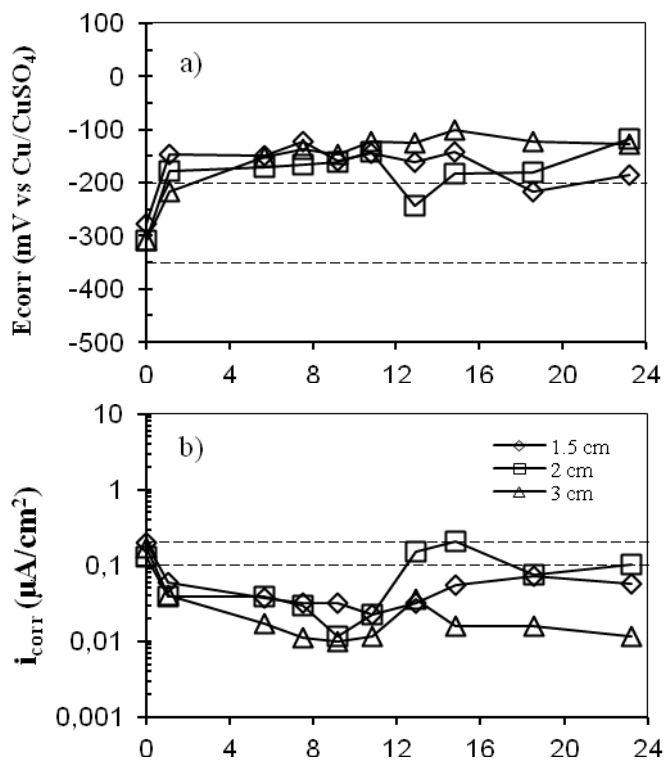 100
0
-100
-200
-300
-400
-500
Ecorr (mV vs Cu/CuSO₄)
a)
0 4 8 12 16 20 24
10
1
0,1
0,01
0,001
i_corr (µA/cm²)
b)
1.5 cm
2 cm
3 cm
0 4 8 12 16 20 24